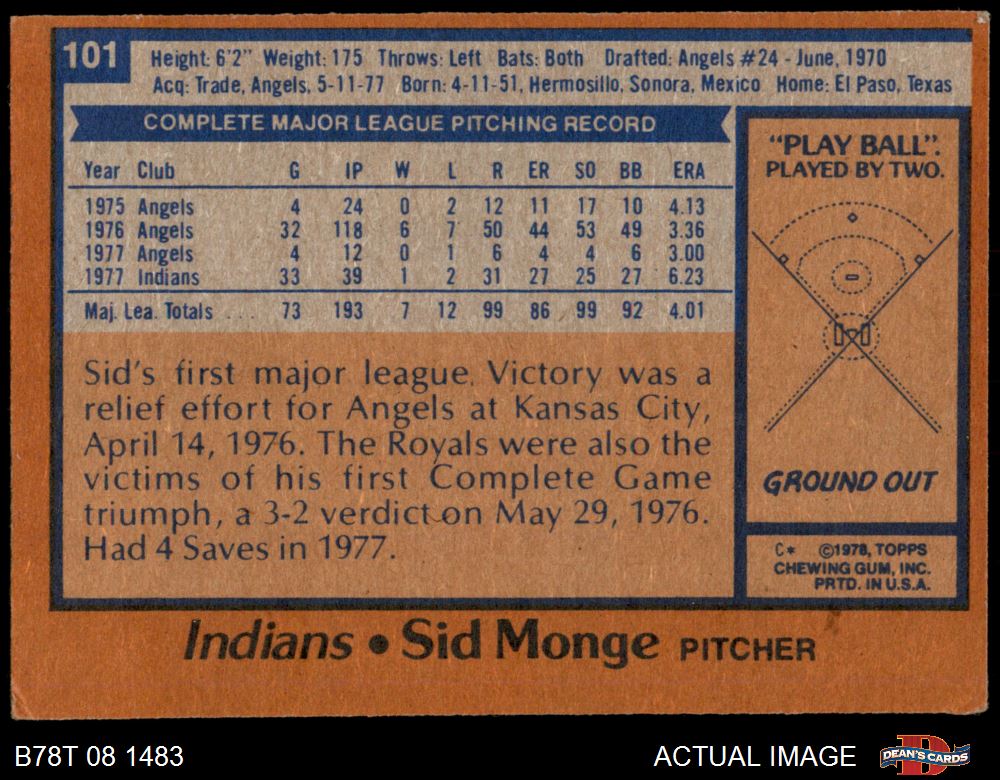 101
Height: 6'2" Weight: 175 Throws: Left Bats: Both Drafted: Angels #24 - June, 1970
Acq: Trade, Angels, 5-11-77 Born: 4-11-51, Hermosillo, Sonora, Mexico Home: El Paso, Texas
COMPLETE MAJOR LEAGUE PITCHING RECORD
Year Club G IP W L R ER SO BB ERA
1975 Angels 4 24 0 2 12 11 17 10 4.13
1976 Angels 32 118 6 7 50 44 53 49 3.36
1977 Angels 4 12 0 1 6 4 4 6 3.00
1977 Indians 33 39 1 2 31 27 25 27 6.23
Maj. Lea. Totals . . . 73 193 7 12 99 86 99 92 4.01
Sid's first major league. Victory was a
relief effort for Angels at Kansas City,
April 14, 1976. The Royals were also the
victims of his first Complete Game
triumph, a 3-2 verdict on May 29, 1976.
Had 4 Saves in 1977.
"PLAY BALL".
PLAYED BY TWO.
GROUND OUT
C* ©1978, TOPPS
CHEWING GUM, INC.
PRTD. IN U.S.A.
Indians • Sid Monge PITCHER
B78T 08 1483
ACTUAL IMAGE
DEAN'S CARDS